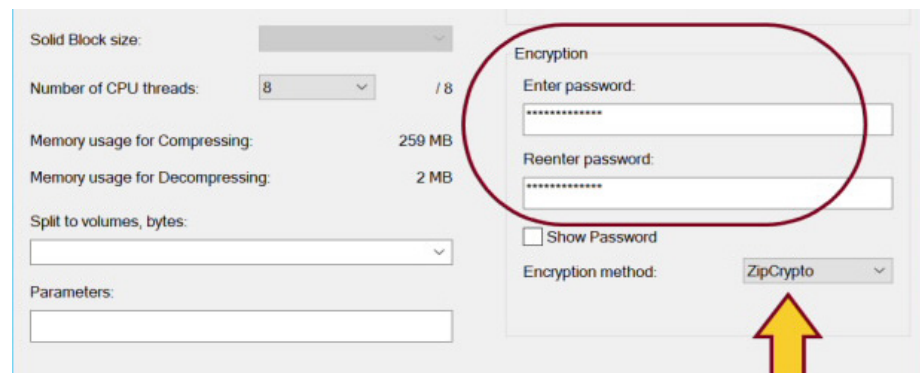 Solid Block size:
Number of CPU threads: 8 / 8
Memory usage for Compressing: 259 MB
Memory usage for Decompressing: 2 MB
Split to volumes, bytes:
Parameters:
Encryption
Enter password:
*************
Reenter password:
*************
Show Password
Encryption method: ZipCrypto